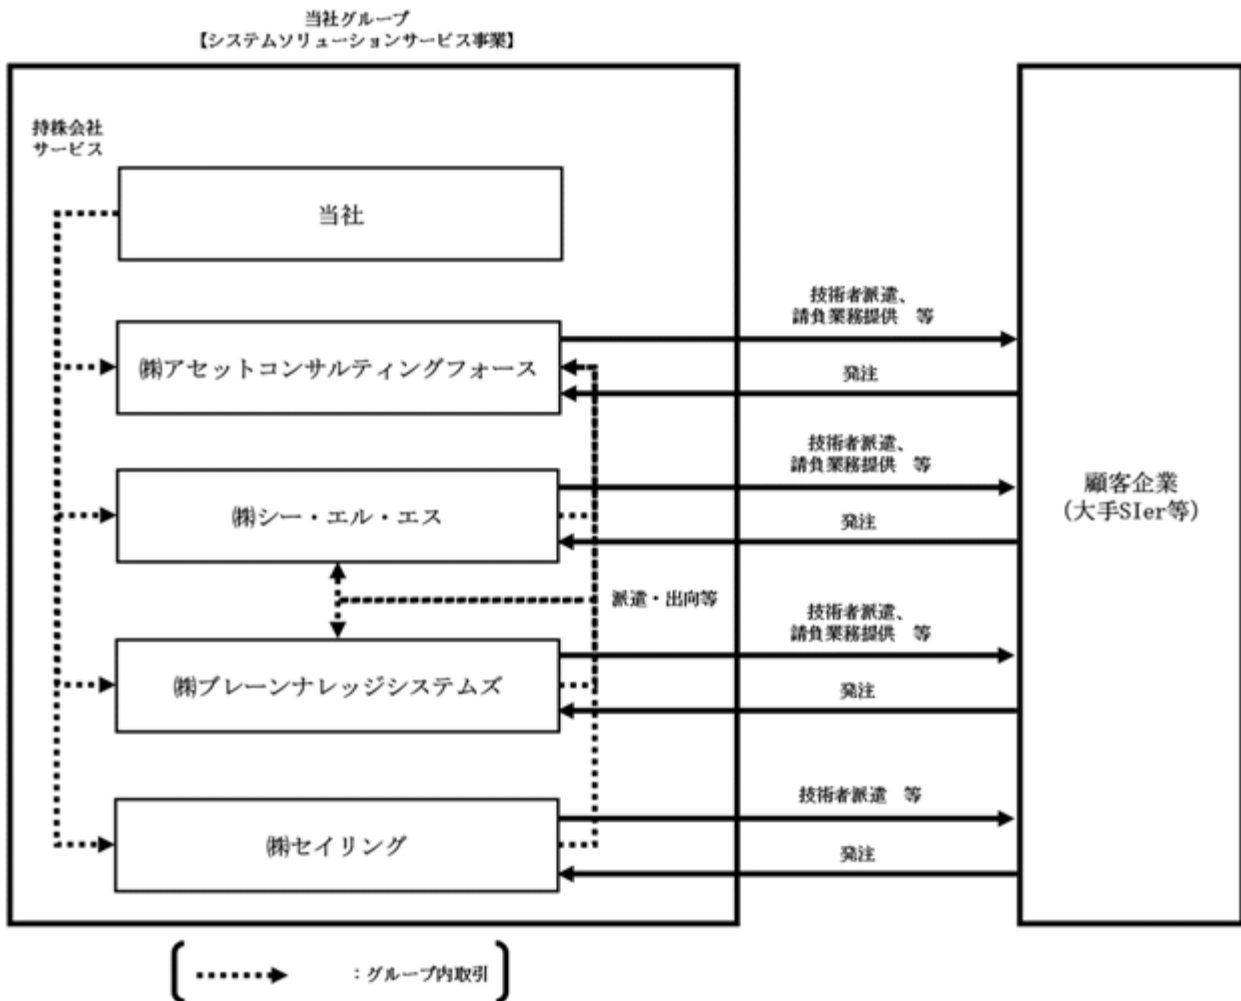 当社グループ
【システムソリューションサービス事業】
持株会社
サービス
当社
技術者派遣、
請負業務提供　等
㈱アセットコンサルティングフォース
発注
技術者派遣、
請負業務提供　等
㈱シー・エル・エス
発注
顧客企業
(大手SIer等)
派遣・出向等
技術者派遣、
請負業務提供　等
㈱ブレーンナレッジシステムズ
発注
技術者派遣　等
㈱セイリング
発注
：グループ内取引